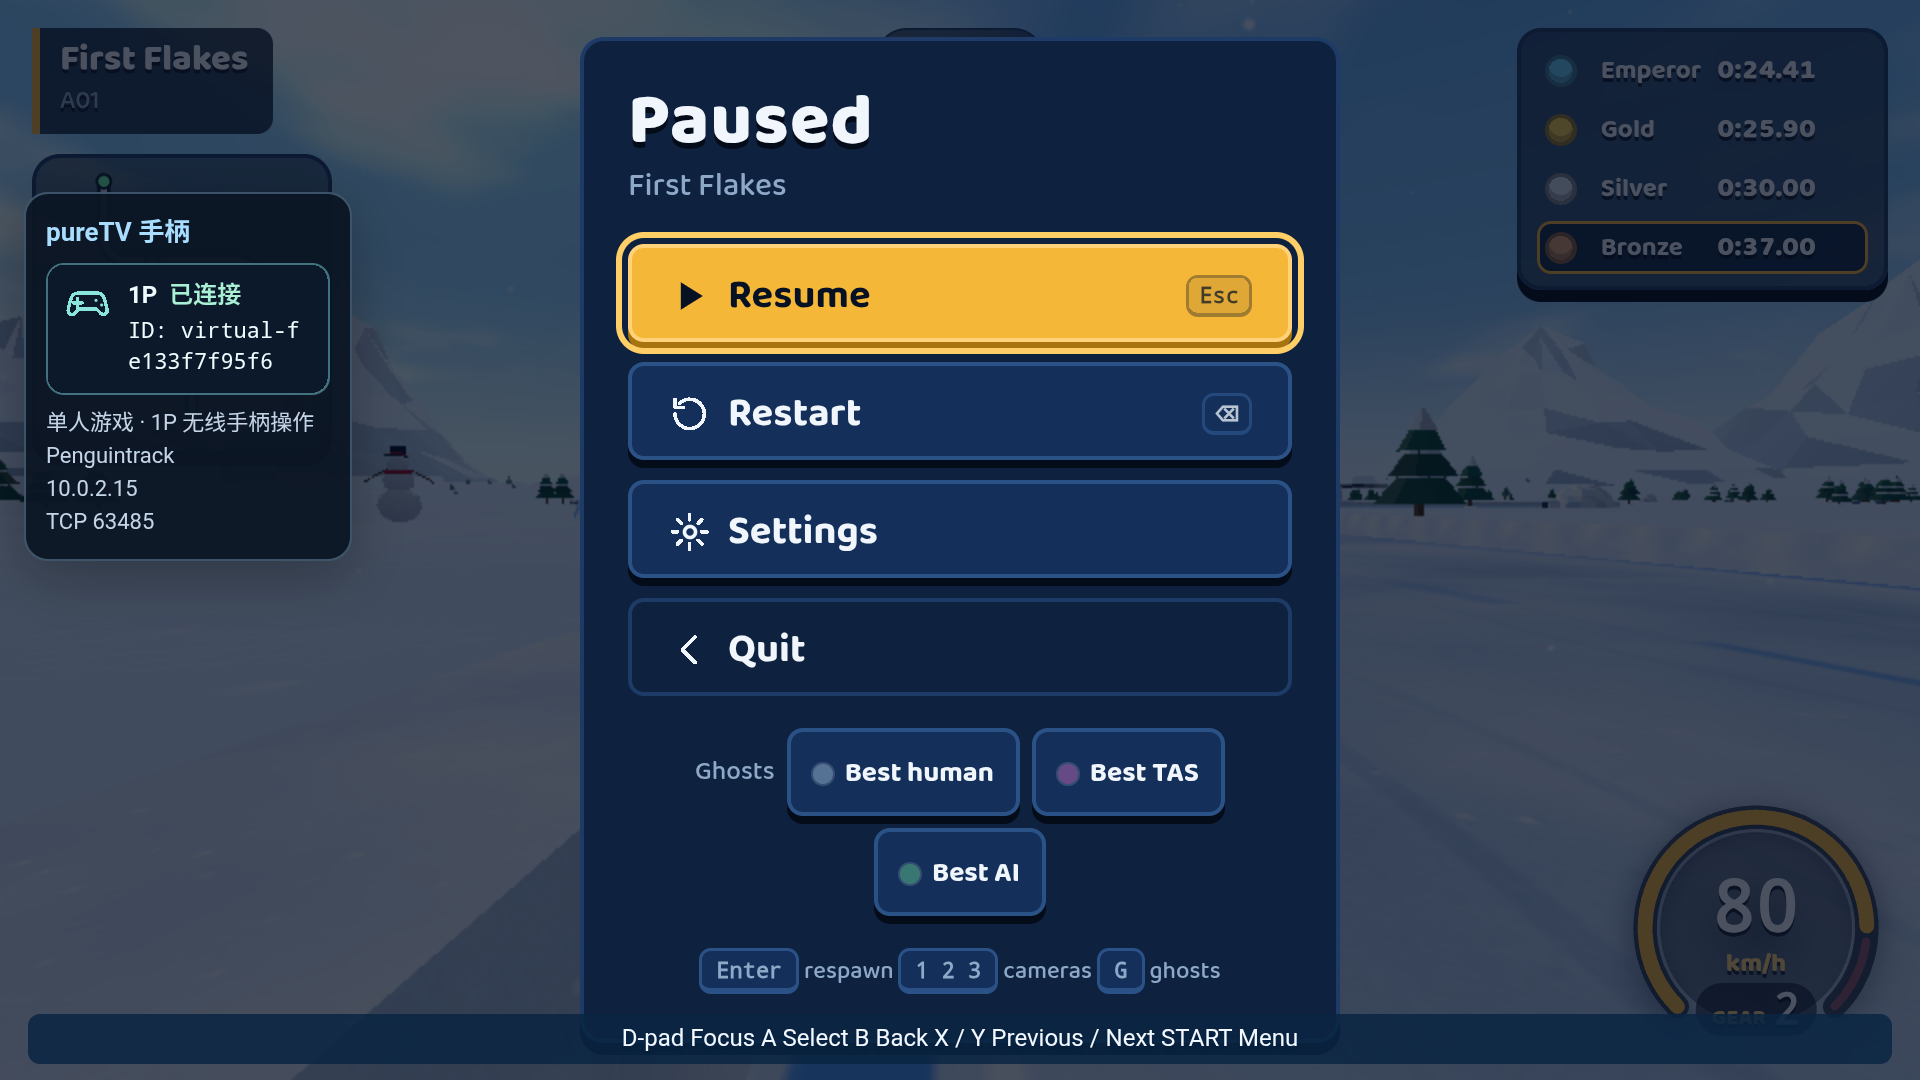 First Flakes
A01
pureTV 手柄
1P 已连接
ID: virtual-f
e133f7f95f6
单人游戏 · 1P 无线手柄操作
Penguintrack
10.0.2.15
TCP 63485
Paused
First Flakes
Resume Esc
Restart
Settings
Quit
Ghosts Best human Best TAS
Best AI
Enter respawn 1 2 3 cameras G ghosts
D-pad Focus A Select B Back X / Y Previous / Next START Menu
Emperor 0:24.41
Gold 0:25.90
Silver 0:30.00
Bronze 0:37.00
80
km/h
GEAR 2